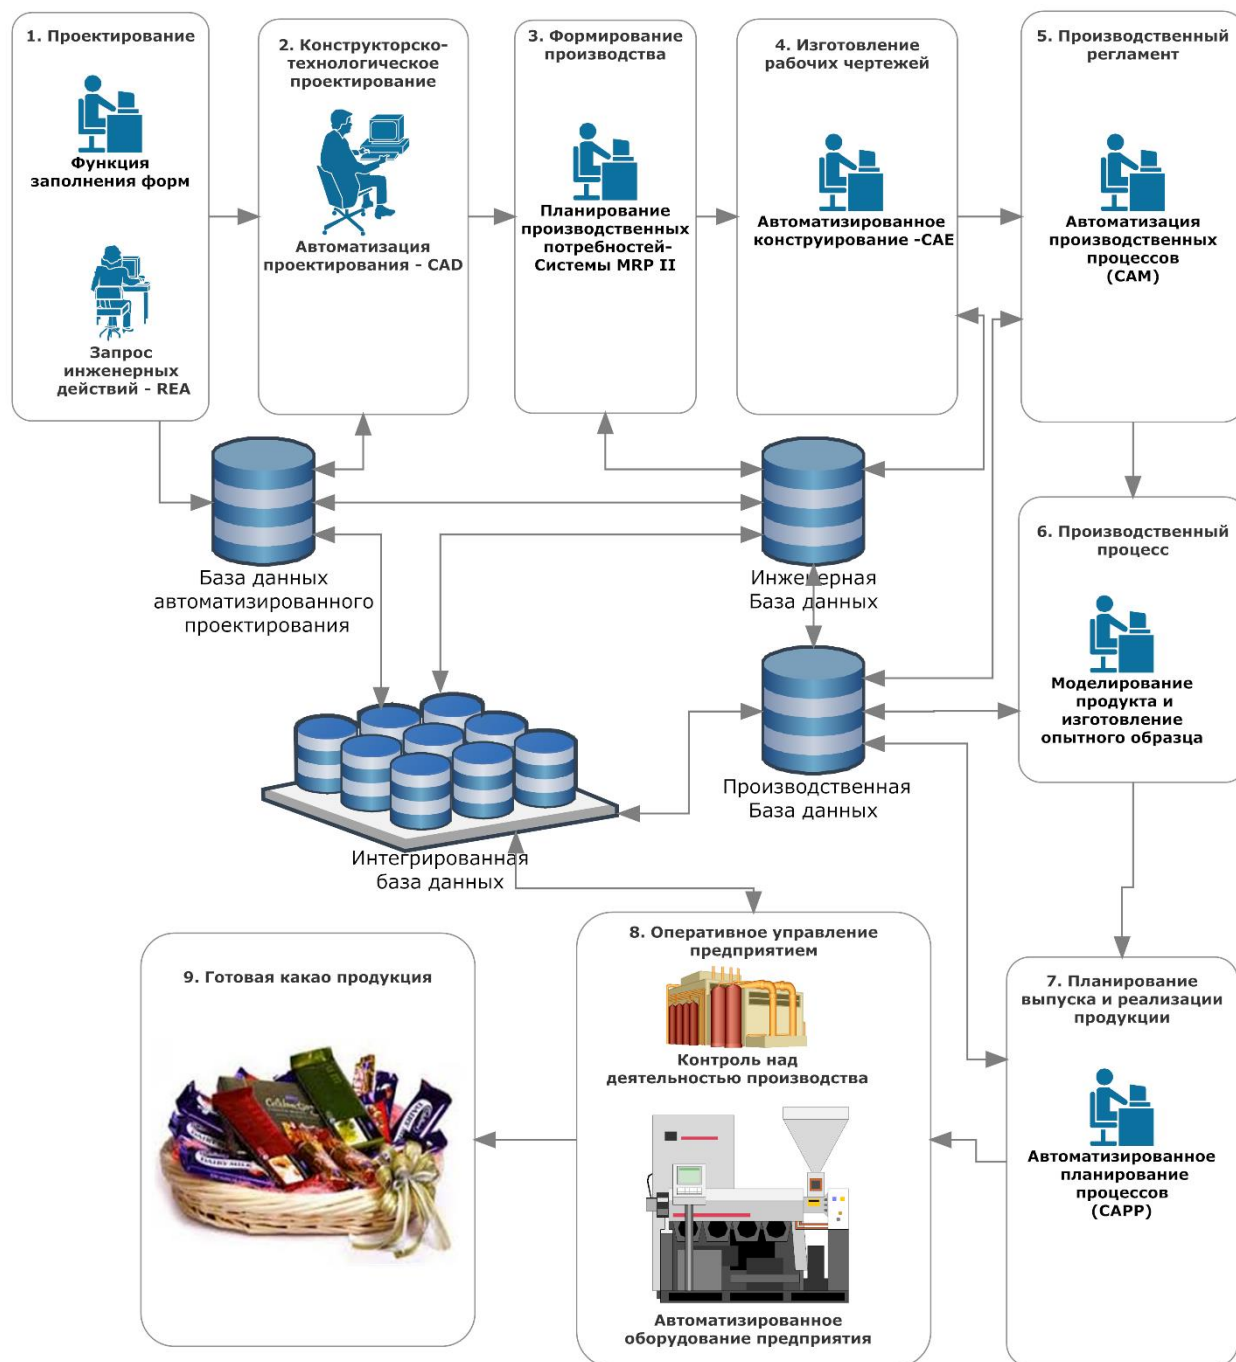 1. Проектирование
Функция
заполнения форм
Запрос
инженерных
действий - REA
2. Конструкторско-
технологическое
проектирование
Автоматизация
проектирования - CAD
3. Формирование
производства
Планирование
производственных
потребностей-
Системы MRP II
4. Изготовление
рабочих чертежей
Автоматизированное
конструирование -CAE
5. Производственный
регламент
Автоматизация
производственных
процессов
(CAM)
База данных
автоматизированного
проектирования
Инженерная
База данных
6. Производственный
процесс
Моделирование
продукта и
изготовление
опытного образца
Производственная
База данных
Интегрированная
база данных
7. Планирование
выпуска и реализации
продукции
Автоматизированное
планирование
процессов
(CAPP)
8. Оперативное управление
предприятием
Контроль над
деятельностью производства
Автоматизированное
оборудование предприятия
9. Готовая какао продукция
DAIRY MILK